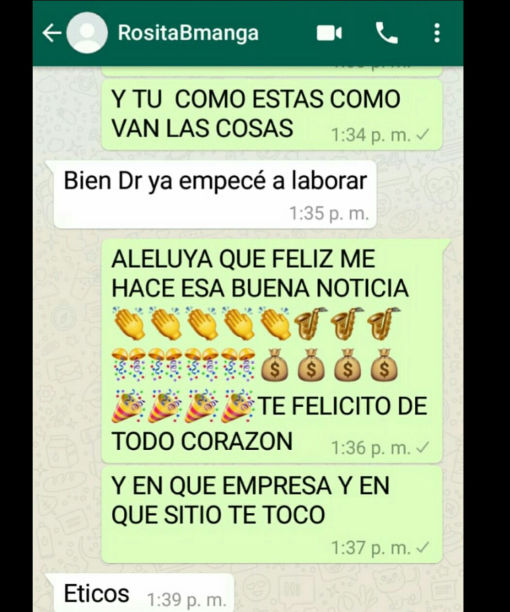 RositaBmanga
Y TU COMO ESTAS COMO
VAN LAS COSAS 1:34 p. m.
Bien Dr ya empecé a laborar
1:35 p. m.
ALELUYA QUE FELIZ ME
HACE ESA BUENA NOTICIA
👏👏👏👏👏🎷🎷🎷
🎊🎊🎊🎊💰💰💰💰
🎉🎉🎉🎉TE FELICITO DE
TODO CORAZON 1:36 p. m.
Y EN QUE EMPRESA Y EN
QUE SITIO TE TOCO
1:37 p. m.
Eticos 1:39 p. m.